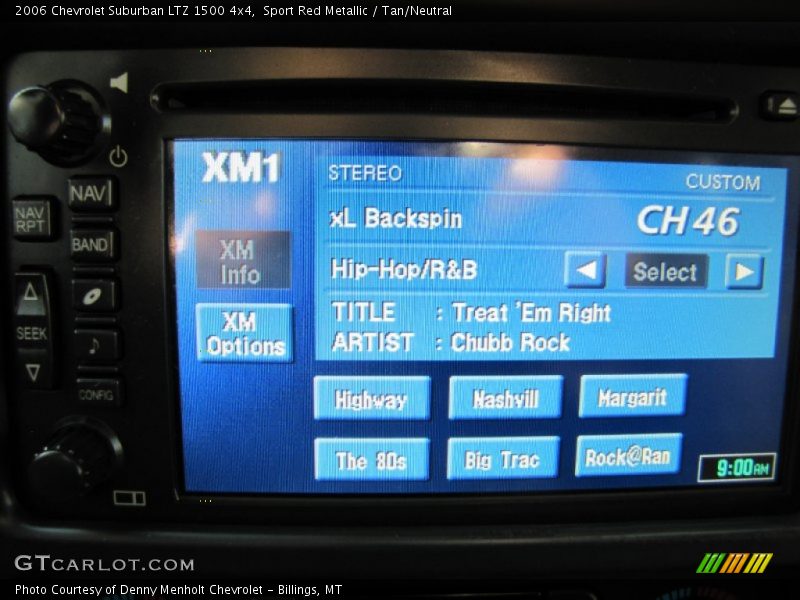 2006 Chevrolet Suburban LTZ 1500 4x4,  Sport Red Metallic / Tan/Neutral
XM1
STEREO
CUSTOM
xL Backspin
CH 46
XM Info
Hip-Hop/R&B
◀ Select ▶
XM Options
TITLE : Treat 'Em Right
ARTIST : Chubb Rock
Highway Nashvill Margarit
The 80s Big Trac Rock@Ran
9:00AM
NAV
NAV RPT
BAND
SEEK
CONFIG
GTCARLOT.COM
Photo Courtesy of Denny Menholt Chevrolet - Billings, MT